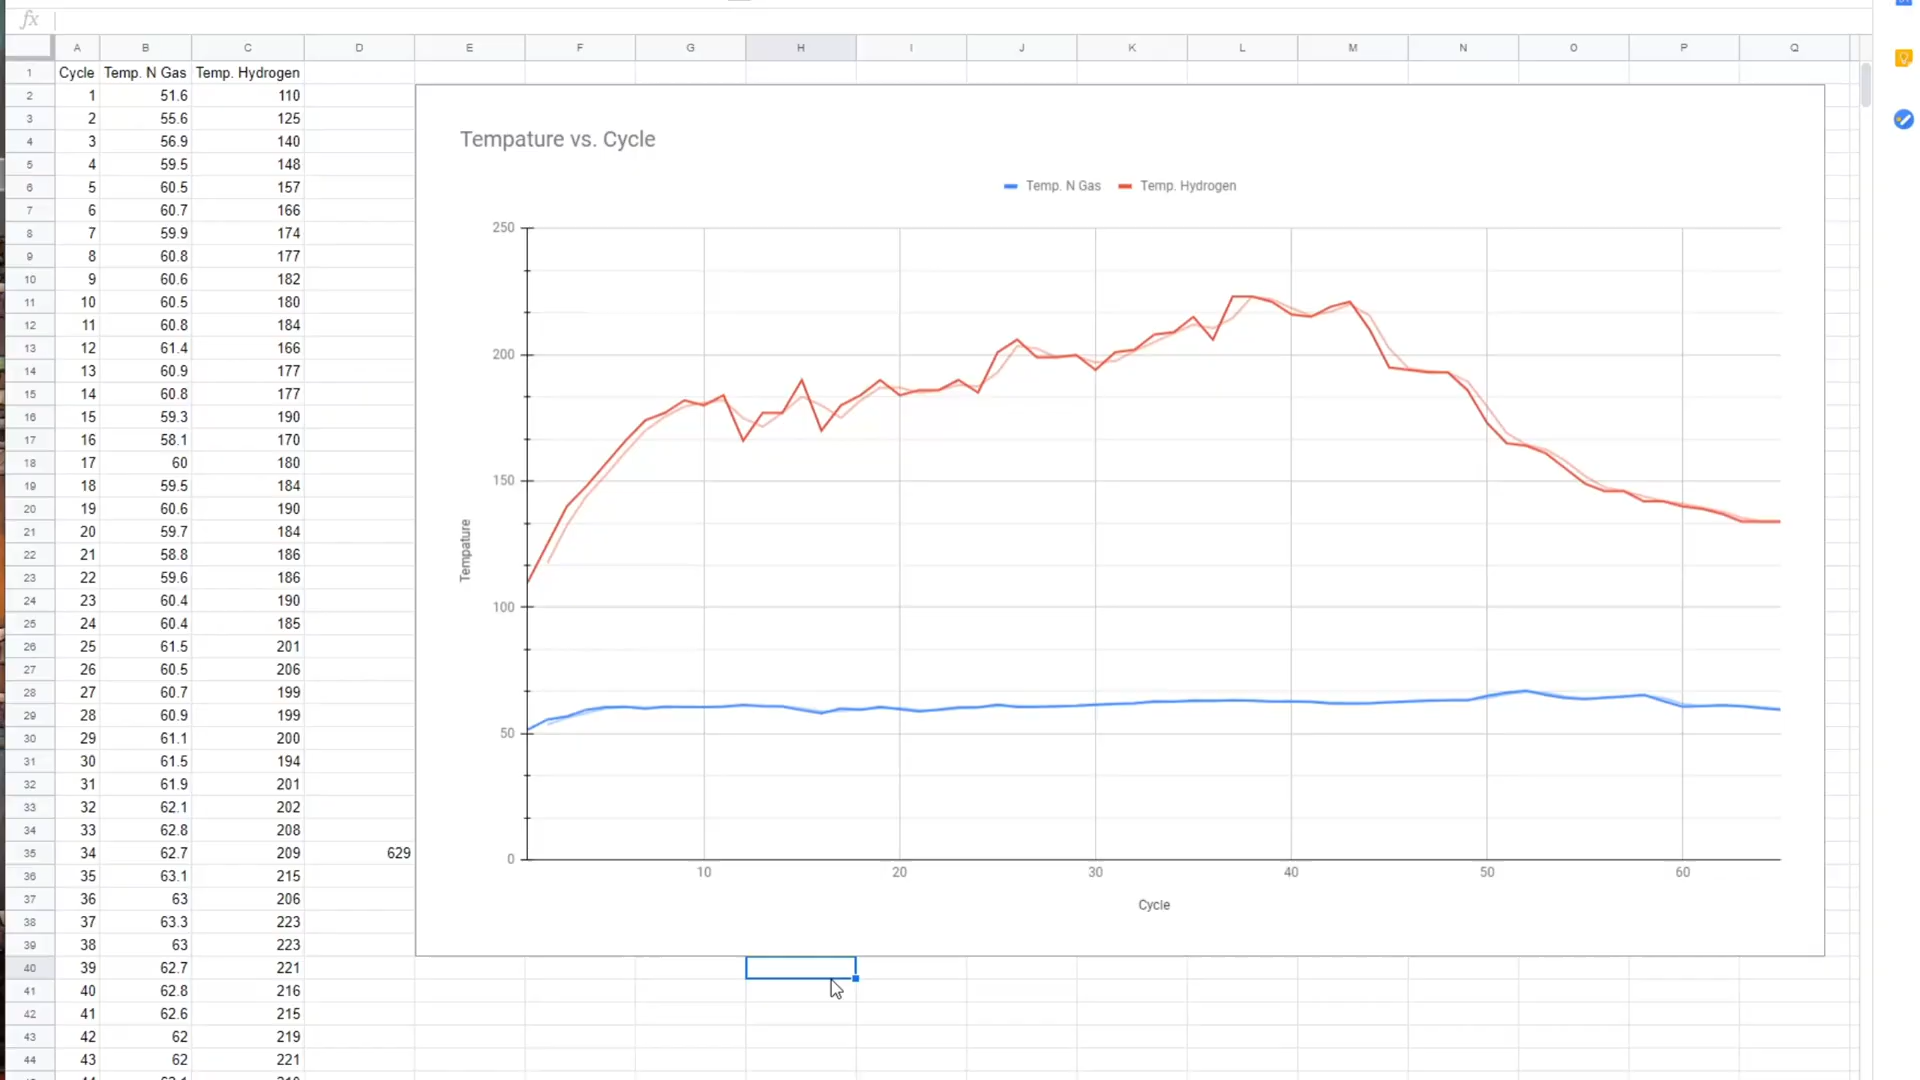 fx
A B C D E F G H I J K L M N O P Q
1 Cycle Temp. N Gas Temp. Hydrogen
2 1 51.6 110
3 2 55.6 125
4 3 56.9 140
5 4 59.5 148
6 5 60.5 157
7 6 60.7 166
8 7 59.9 174
9 8 60.8 177
10 9 60.6 182
11 10 60.5 180
12 11 60.8 184
13 12 61.4 166
14 13 60.9 177
15 14 60.8 177
16 15 59.3 190
17 16 58.1 170
18 17 60 180
19 18 59.5 184
20 19 60.6 190
21 20 59.7 184
22 21 58.8 186
23 22 59.6 186
24 23 60.4 190
25 24 60.4 185
26 25 61.5 201
27 26 60.5 206
28 27 60.7 199
29 28 60.9 199
30 29 61.1 200
31 30 61.5 194
32 31 61.9 201
33 32 62.1 202
34 33 62.8 208
35 34 62.7 209 629
36 35 63.1 215
37 36 63 206
38 37 63.3 223
39 38 63 223
40 39 62.7 221
41 40 62.8 216
42 41 62.6 215
43 42 62 219
44 43 62 221
Tempature vs. Cycle
Temp. N Gas Temp. Hydrogen
250
200
150
100
50
0
Tempature
10 20 30 40 50 60
Cycle